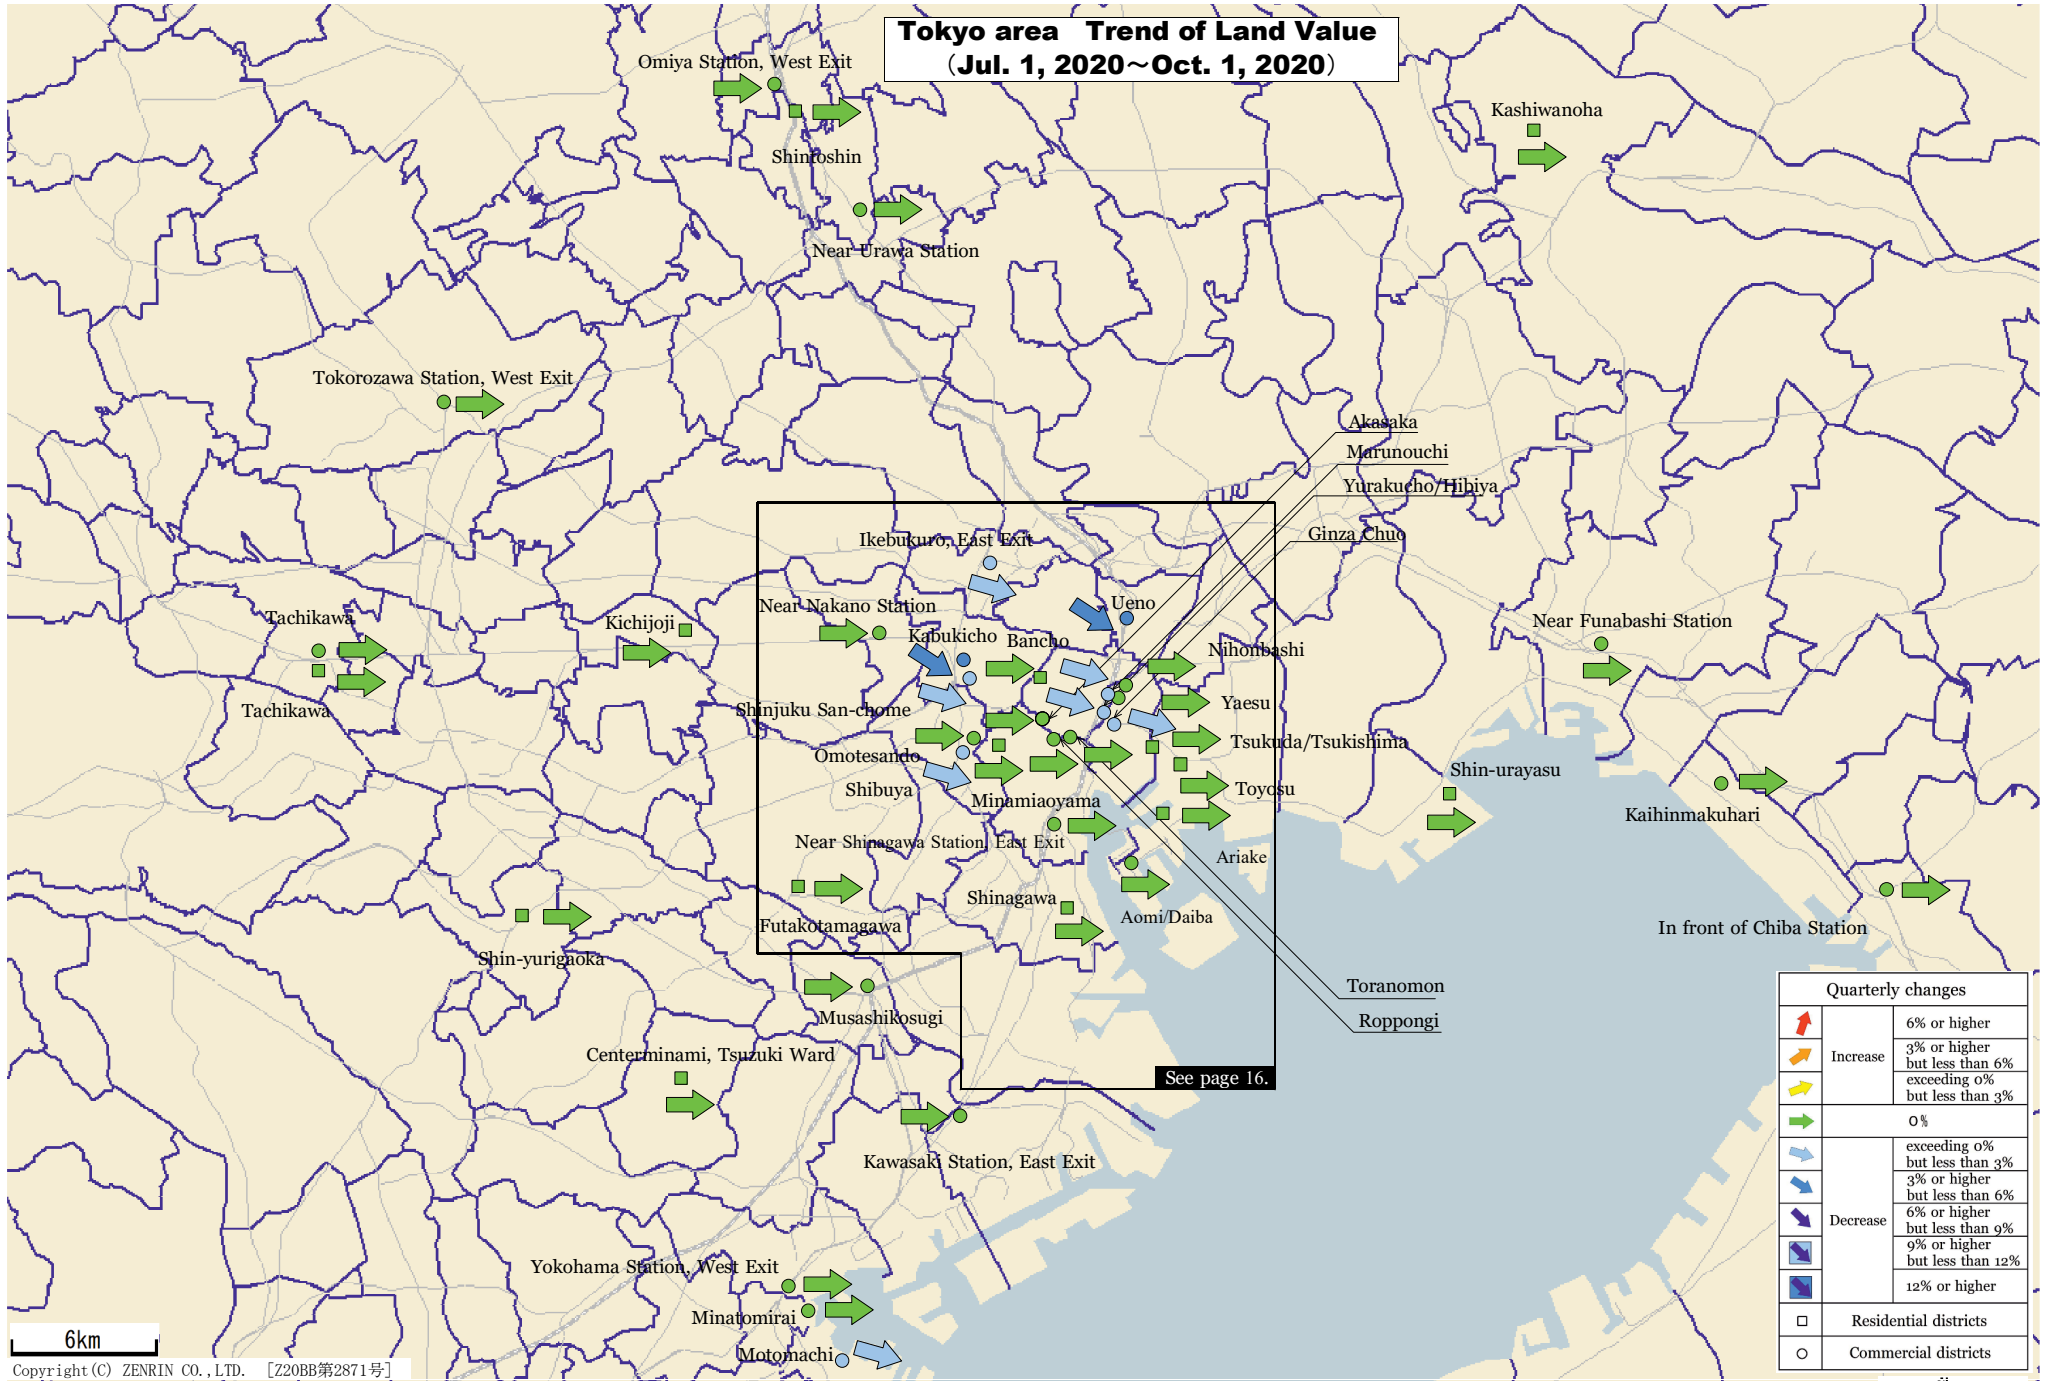 Tokyo area Trend of Land Value
（Jul. 1, 2020～Oct. 1, 2020）
Omiya Station, West Exit
Kashiwanoha
Shintoshin
Near Urawa Station
Tokorozawa Station, West Exit
Akasaka
Marunouchi
Yurakucho/Hibiya
Ginza Chuo
Ikebukuro, East Exit
Ueno
Near Nakano Station
Tachikawa
Kichijoji
Kabukicho
Bancho
Near Funabashi Station
Nihonbashi
Tachikawa
Shinjuku San-chome
Yaesu
Tsukuda/Tsukishima
Omotesando
Shin-urayasu
Shibuya
Toyosu
Minamiaoyama
Kaihinmakuhari
Near Shinagawa Station, East Exit
Ariake
Shinagawa
Aomi/Daiba
Futakotamagawa
In front of Chiba Station
Shin-yurigaoka
Toranomon
Musashikosugi
Roppongi
Centerminami, Tsuzuki Ward
See page 16.
Kawasaki Station, East Exit
Yokohama Station, West Exit
Minatomirai
Motomachi
Quarterly changes
Increase
6% or higher
3% or higher
but less than 6%
exceeding 0%
but less than 3%
0%
Decrease
exceeding 0%
but less than 3%
3% or higher
but less than 6%
6% or higher
but less than 9%
9% or higher
but less than 12%
12% or higher
Residential districts
Commercial districts
6km
Copyright(C) ZENRIN CO.,LTD. [Z20BB第2871号]